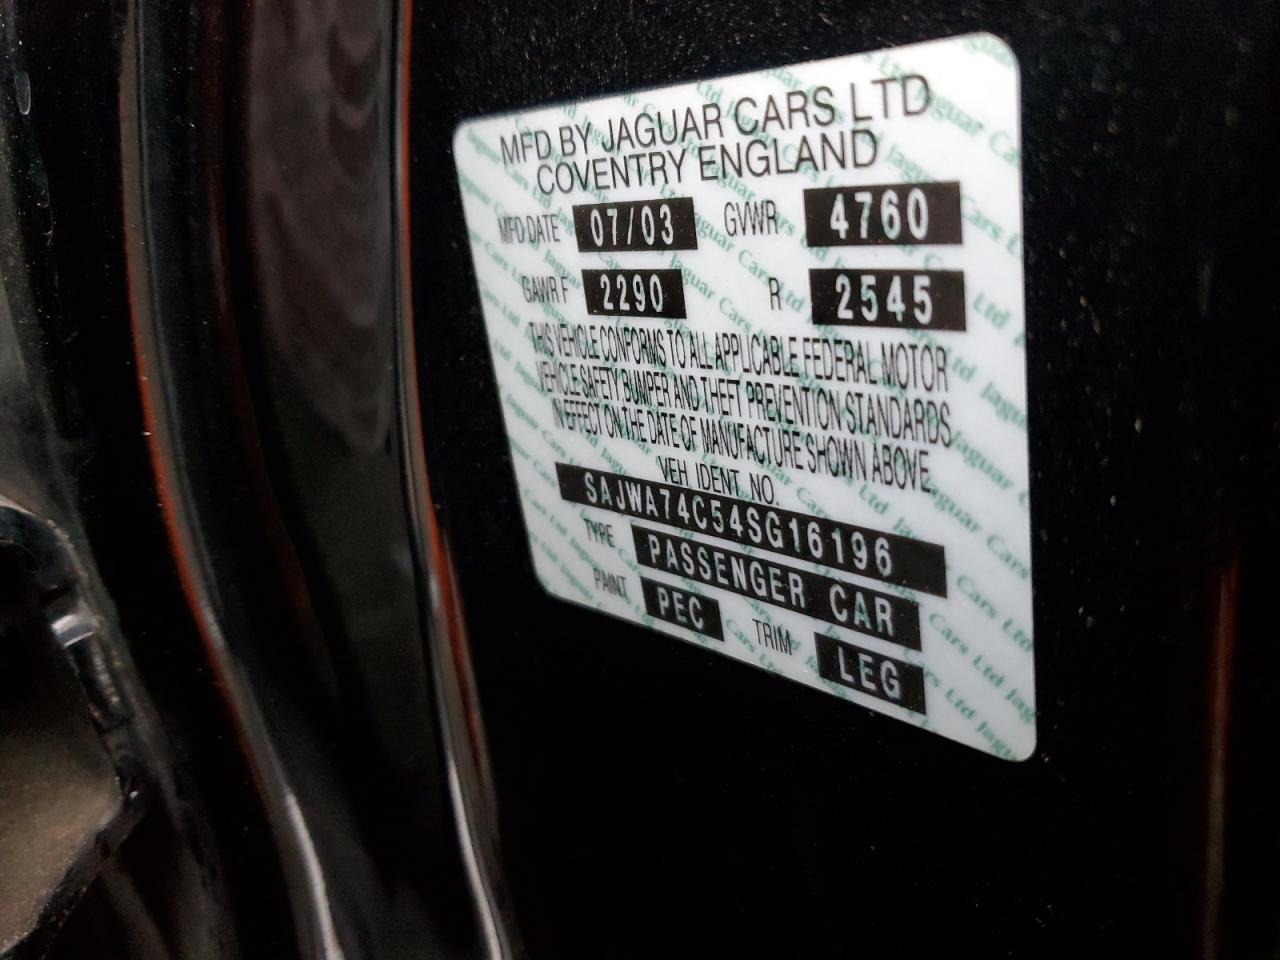 MFD BY JAGUAR CARS LTD
COVENTRY ENGLAND
MFD DATE 07/03 GVWR 4760
GAWR F 2290 R 2545
THIS VEHICLE CONFORMS TO ALL APPLICABLE FEDERAL MOTOR
VEHICLE SAFETY BUMPER AND THEFT PREVENTION STANDARDS
IN EFFECT ON THE DATE OF MANUFACTURE SHOWN ABOVE.
VEH IDENT NO.
SAJWA74C54SG16196
TYPE PASSENGER CAR
PAINT PEC TRIM LEG